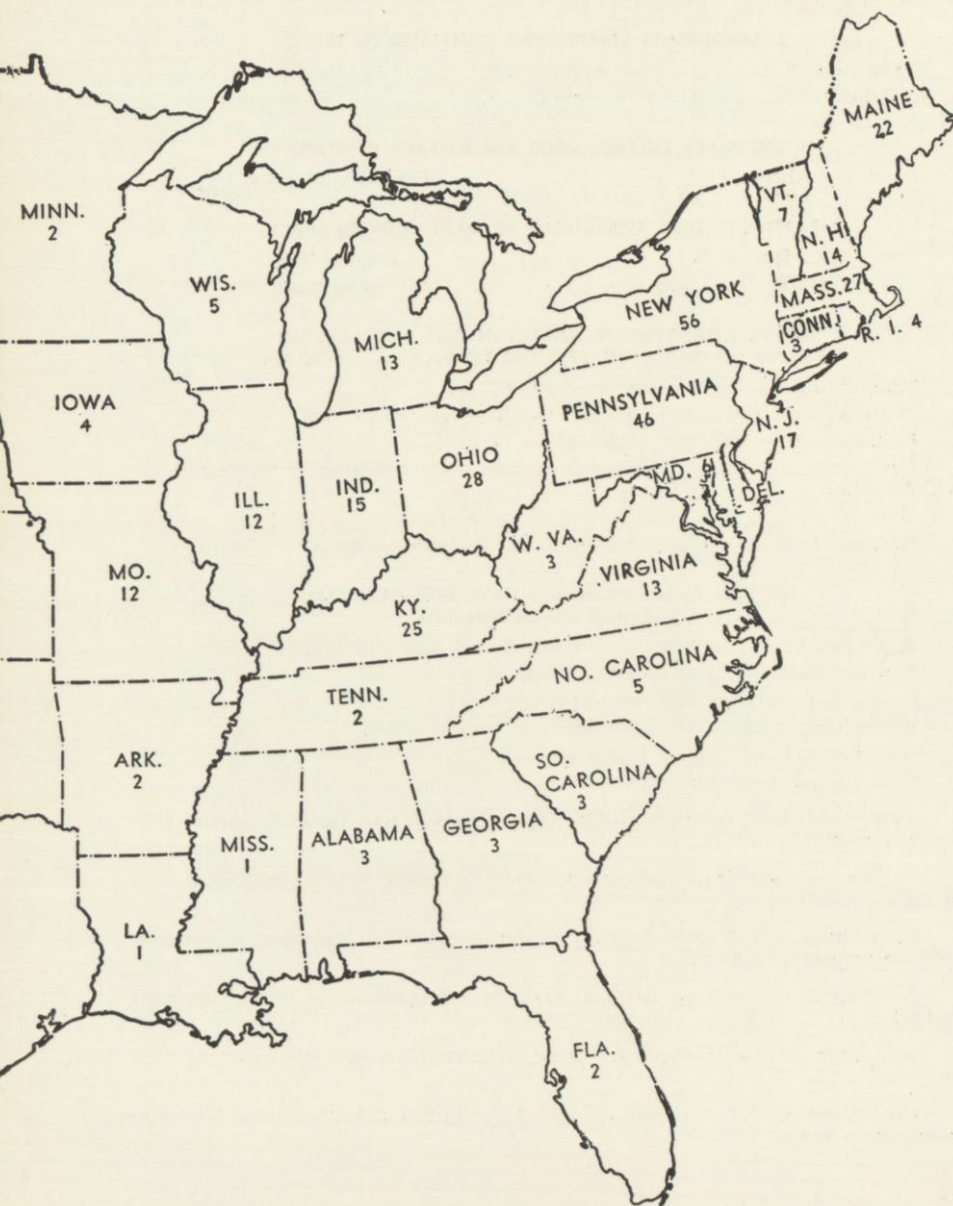 MAINE
22
MINN.
2
VT.
7
N. H.
14
WIS.
5
NEW YORK
56
MASS. 27
CONN.
3
R. I. 4
MICH.
13
IOWA
4
PENNSYLVANIA
46
N. J.
17
OHIO
28
MD. 6
DEL.
ILL.
12
IND.
15
W. VA.
3
VIRGINIA
13
MO.
12
KY.
25
NO. CAROLINA
5
TENN.
2
ARK.
2
SO.
CAROLINA
3
MISS.
1
ALABAMA
3
GEORGIA
3
LA.
1
FLA.
2